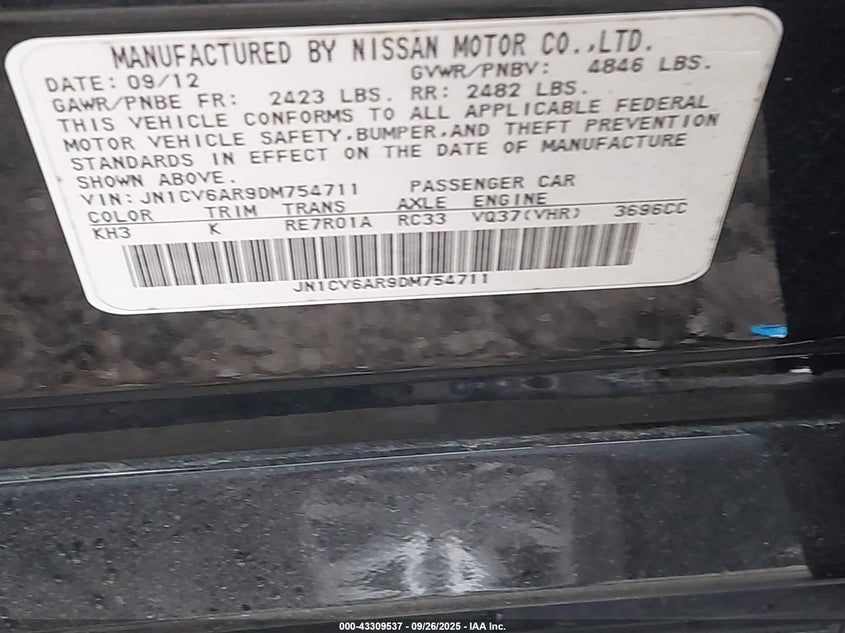 MANUFACTURED BY NISSAN MOTOR CO.,LTD.
DATE: 09/12 GVWR/PNBV: 4846 LBS.
GAWR/PNBE FR: 2423 LBS. RR: 2482 LBS.
THIS VEHICLE CONFORMS TO ALL APPLICABLE FEDERAL
MOTOR VEHICLE SAFETY,BUMPER,AND THEFT PREVENTION
STANDARDS IN EFFECT ON THE DATE OF MANUFACTURE
SHOWN ABOVE.
VIN: JN1CV6AR9DM754711 PASSENGER CAR
COLOR TRIM TRANS AXLE ENGINE
KH3 K RE7R01A RC33 VQ37(VHR) 3696CC
JN1CV6AR9DM754711
000-43309537 - 09/26/2025 - IAA Inc.